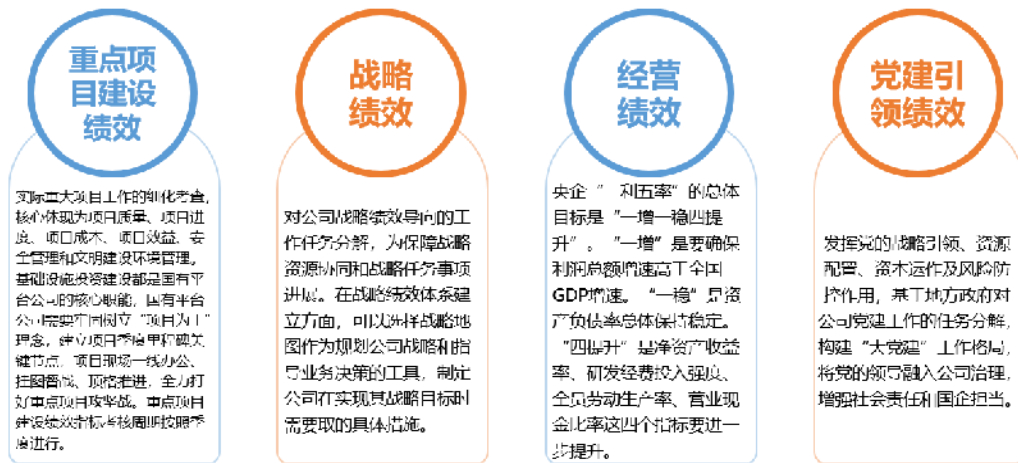 重点项
目建设
绩效
实际重大项目工作的细化考查,
核心体现为项目质量、项目进
度、项目成本、项目效益、安
全管理和文明建设环境管理。
基础设施投资建设都是国有平
台公司的核心职能，国有平台
公司需要牢固树立“项目为王”
理念，建立项目季度里程碑关
键节点，项目现场一线办公、
挂图督战、顶格推进，全力打
好重点项目攻坚战。重点项目
建设绩效指标考核周期按照季
度进行。
战略
绩效
对公司战略绩效导向的工
作任务分解，为保障战略
资源协同和战略任务事项
进展。在战略绩效体系建
立方面，可以选择战略地
图作为规划公司战略和指
导业务决策的工具，制定
公司在实现其战略目标时
需要取的具体措施。
经营
绩效
央企“ 利五率”的总体
目标是“一增一稳四提
升”。“一增”是要确保
利润总额增速高于全国
GDP增速。“一稳”是资
产负债率总体保持稳定。
“四提升”是净资产收益
率、研发经费投入强度、
全员劳动生产率、营业现
金比率这四个指标要进一
步提升。
党建引
领绩效
发挥党的战略引领、资源
配置、资本运作及风险防
控作用，基于地方政府对
公司党建工作的任务分解，
构建“大党建”工作格局，
将党的领导融入公司治理，
增强社会责任和国企担当。